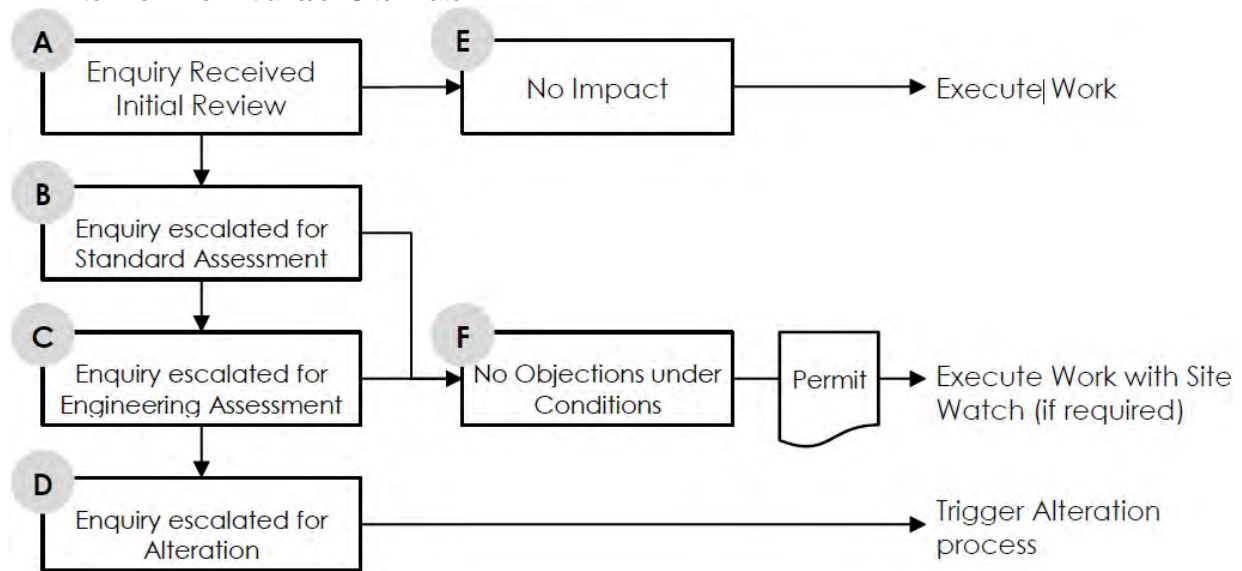 A
Enquiry Received
Initial Review
E
No Impact
Execute Work
B
Enquiry escalated for
Standard Assessment
C
Enquiry escalated for
Engineering Assessment
F
No Objections under
Conditions
Permit
Execute Work with Site
Watch (if required)
D
Enquiry escalated for
Alteration
Trigger Alteration
process